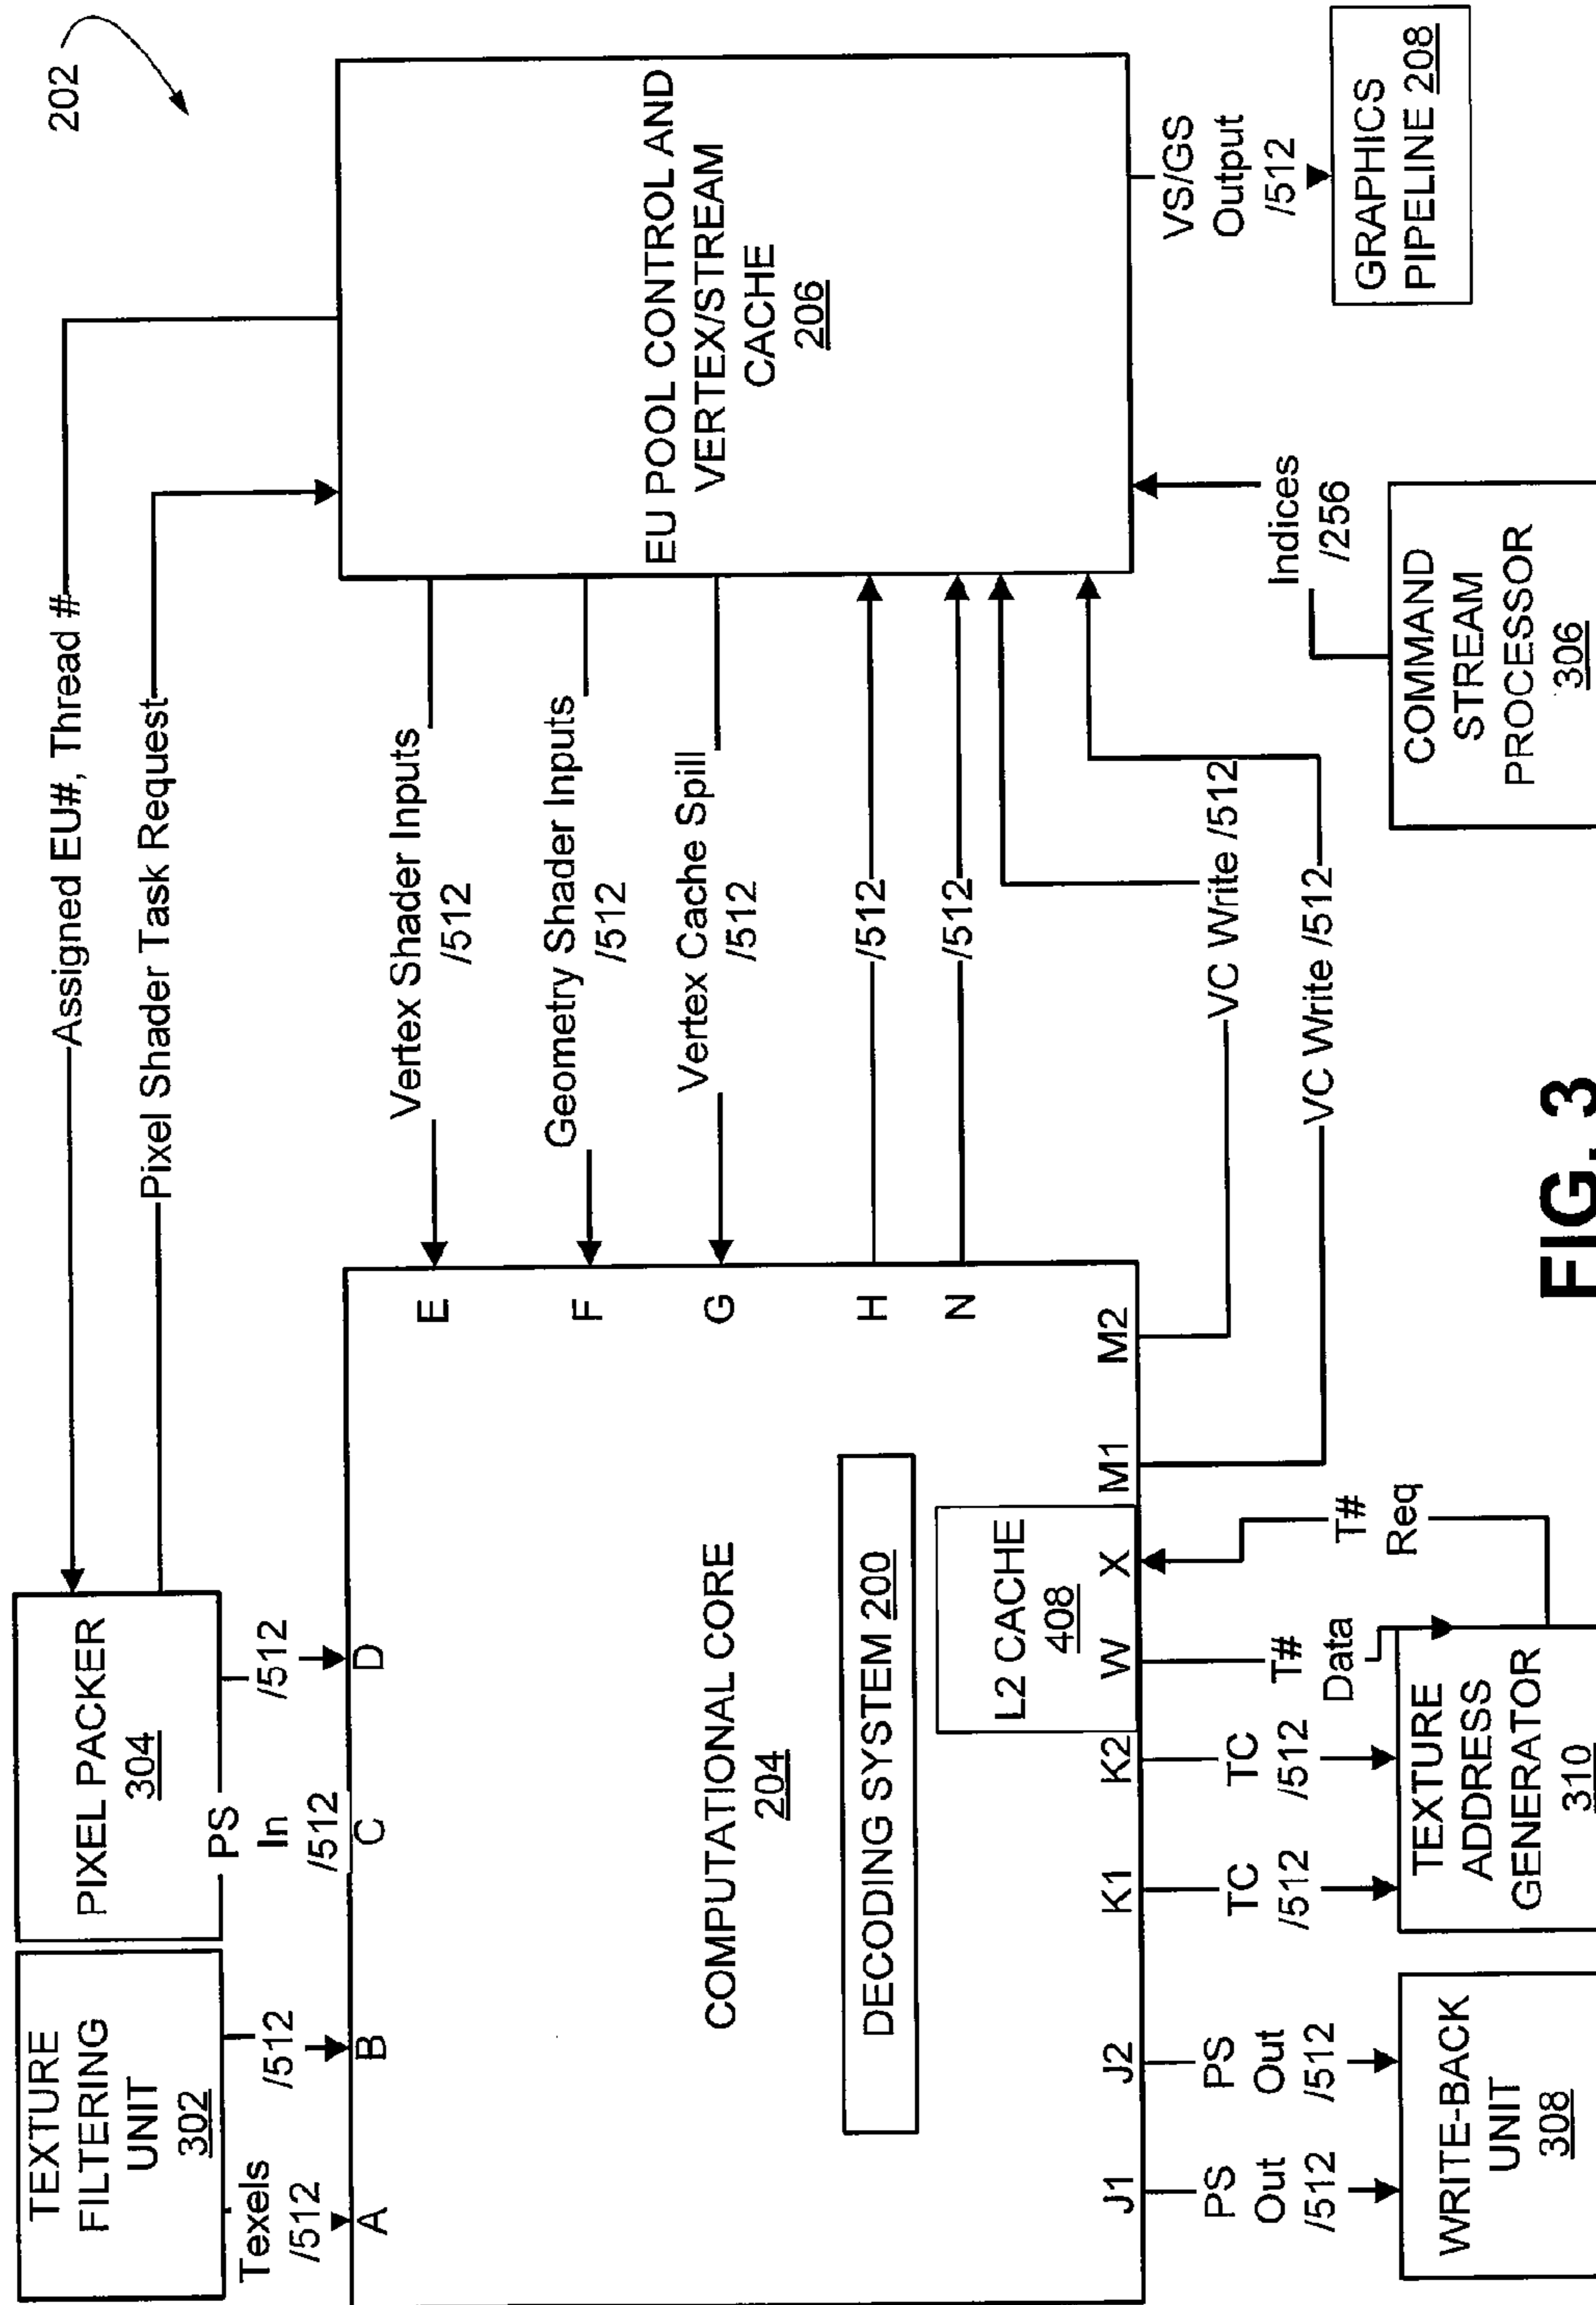 202
TEXTURE
FILTERING
UNIT
302
PIXEL PACKER
304
Assigned EU#, Thread #
Pixel Shader Task Request
Texels
/512
/512
PS
In
/512
/512
A
B
C
D
COMPUTATIONAL CORE
204
DECODING SYSTEM 200
L2 CACHE
408
E
F
G
H
N
Vertex Shader Inputs
/512
Geometry Shader Inputs
/512
Vertex Cache Spill
/512
/512
/512
EU POOL CONTROL AND
VERTEX/STREAM
CACHE
206
J1
J2
K1
K2
W
X
M1
M2
PS
Out
/512
PS
Out
/512
TC
/512
TC
/512
T#
Data
T#
Req
VC Write /512
VC Write /512
Indices
/256
VS/GS
Output
/512
WRITE-BACK
UNIT
308
TEXTURE
ADDRESS
GENERATOR
310
COMMAND
STREAM
PROCESSOR
306
GRAPHICS
PIPELINE 208
FIG. 3